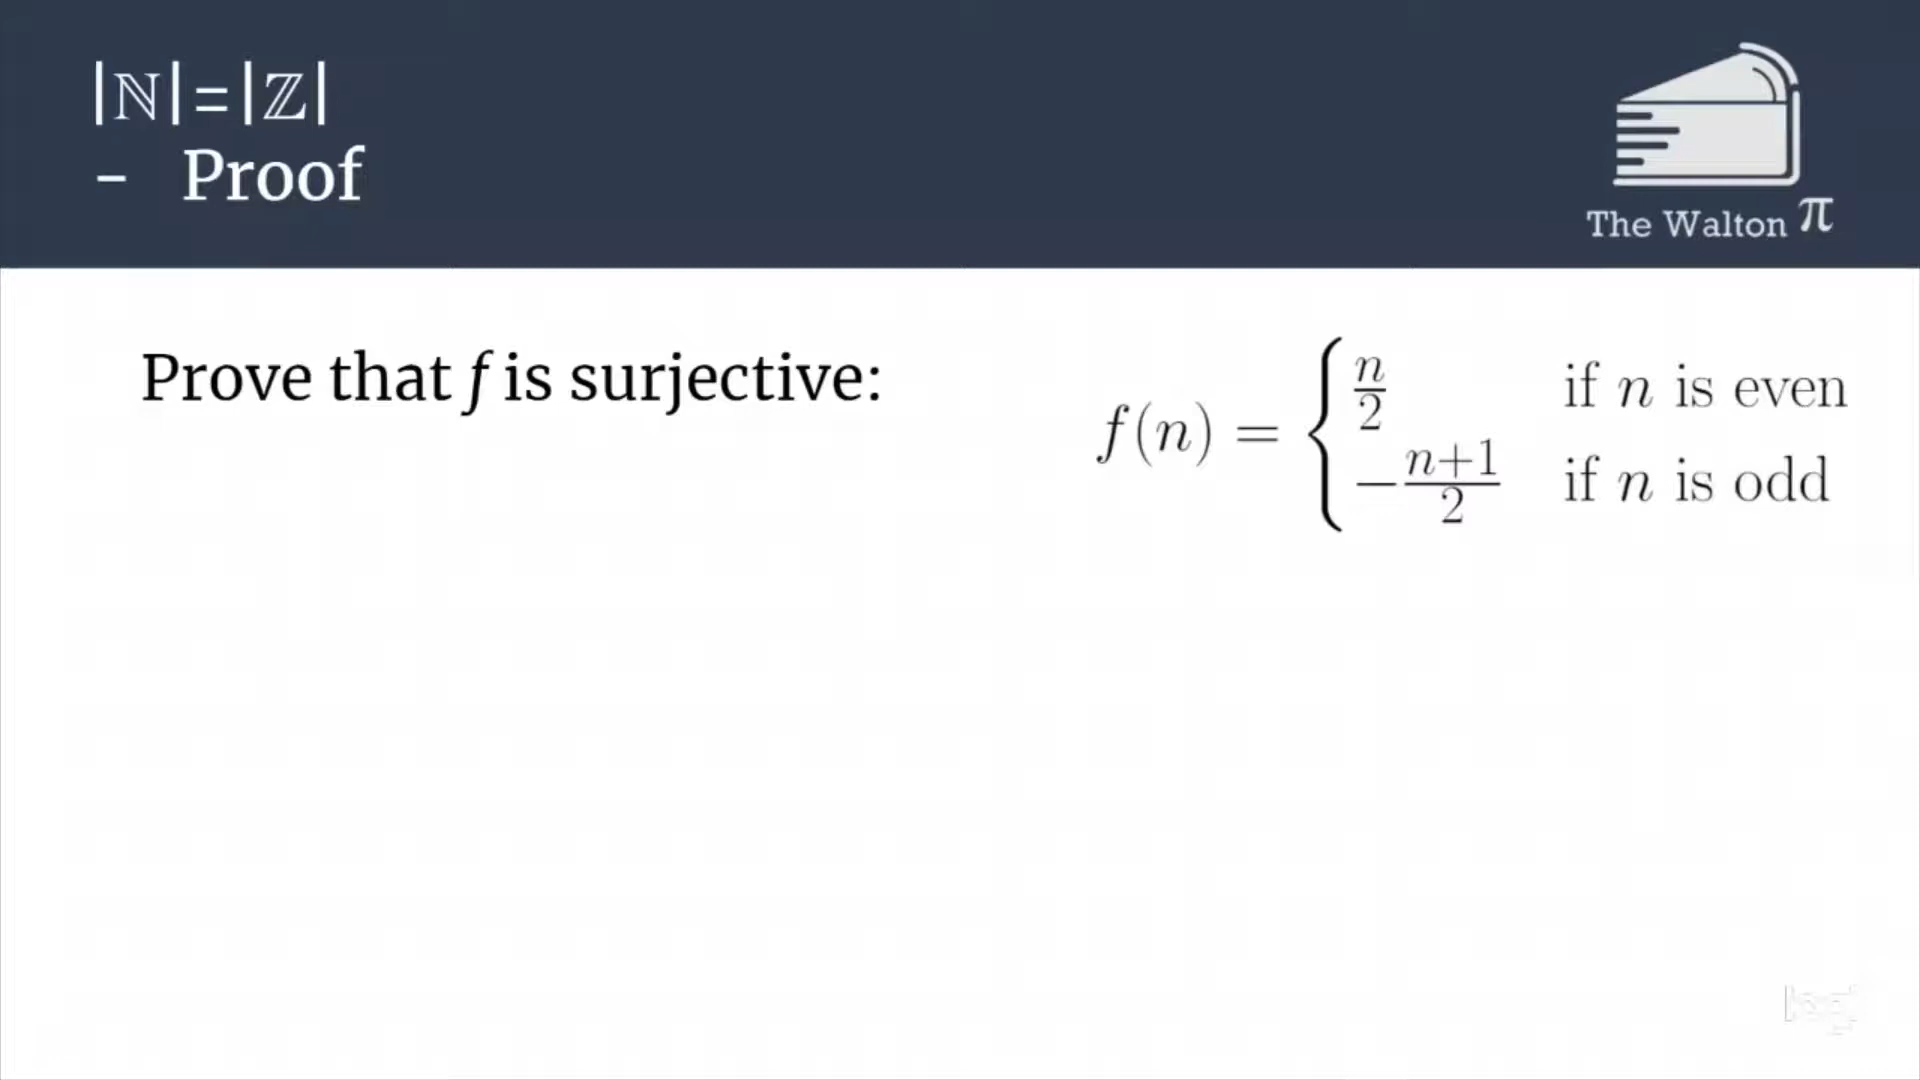 |ℕ|=|ℤ|
- Proof
The Walton π
Prove that f is surjective:
f(n) = { n/2 if n is even
-(n+1)/2 if n is odd